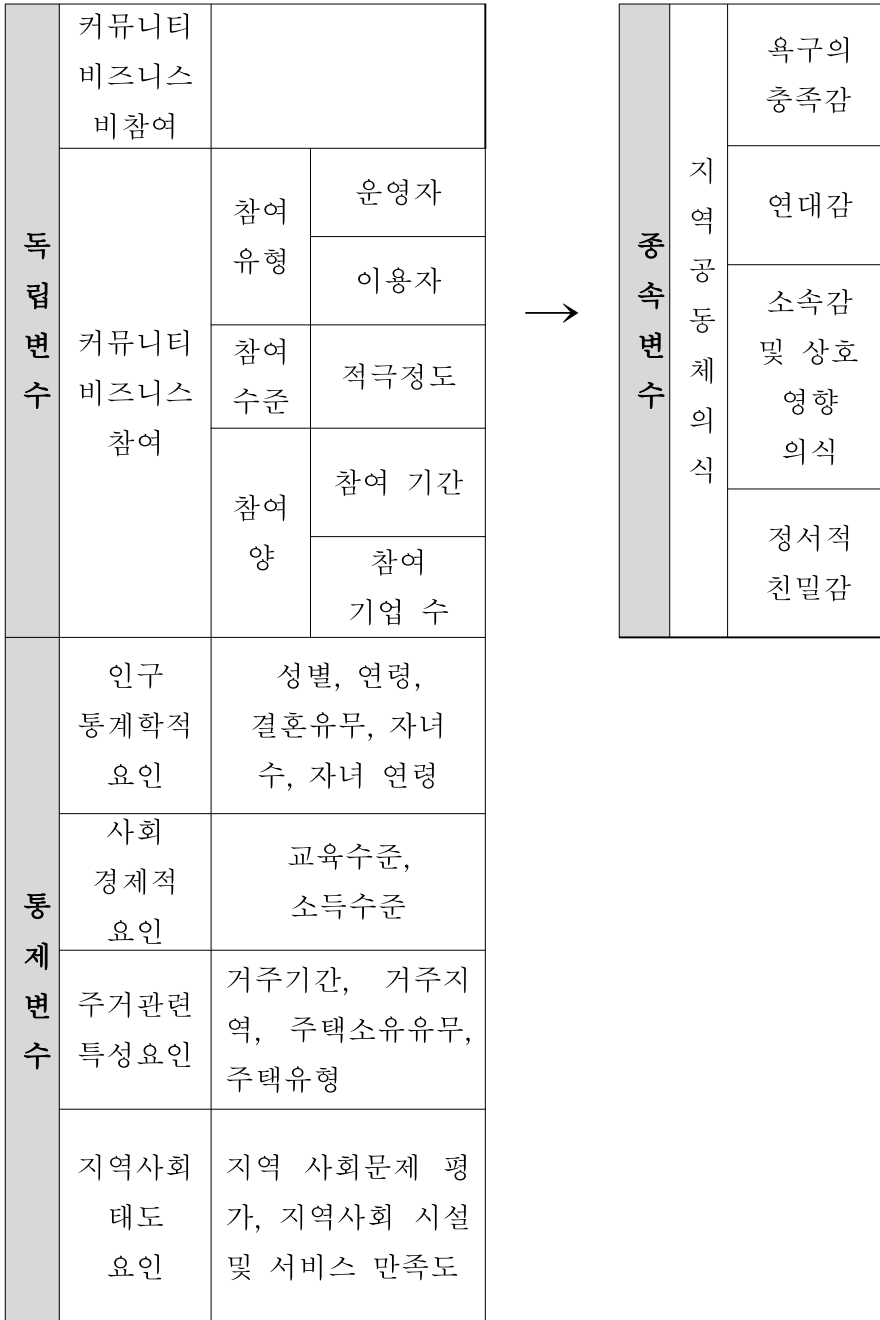 독
립
변
수
커뮤니티
비즈니스
비참여
커뮤니티
비즈니스
참여
참여
유형
운영자
이용자
참여
수준
적극정도
참여
양
참여 기간
참여
기업 수
→
종
속
변
수
지
역
공
동
체
의
식
욕구의
충족감
연대감
소속감
및 상호
영향
의식
정서적
친밀감
통
제
변
수
인구
통계학적
요인
성별, 연령,
결혼유무, 자녀
수, 자녀 연령
사회
경제적
요인
교육수준,
소득수준
주거관련
특성요인
거주기간, 거주지
역, 주택소유유무,
주택유형
지역사회
태도
요인
지역 사회문제 평
가, 지역사회 시설
및 서비스 만족도